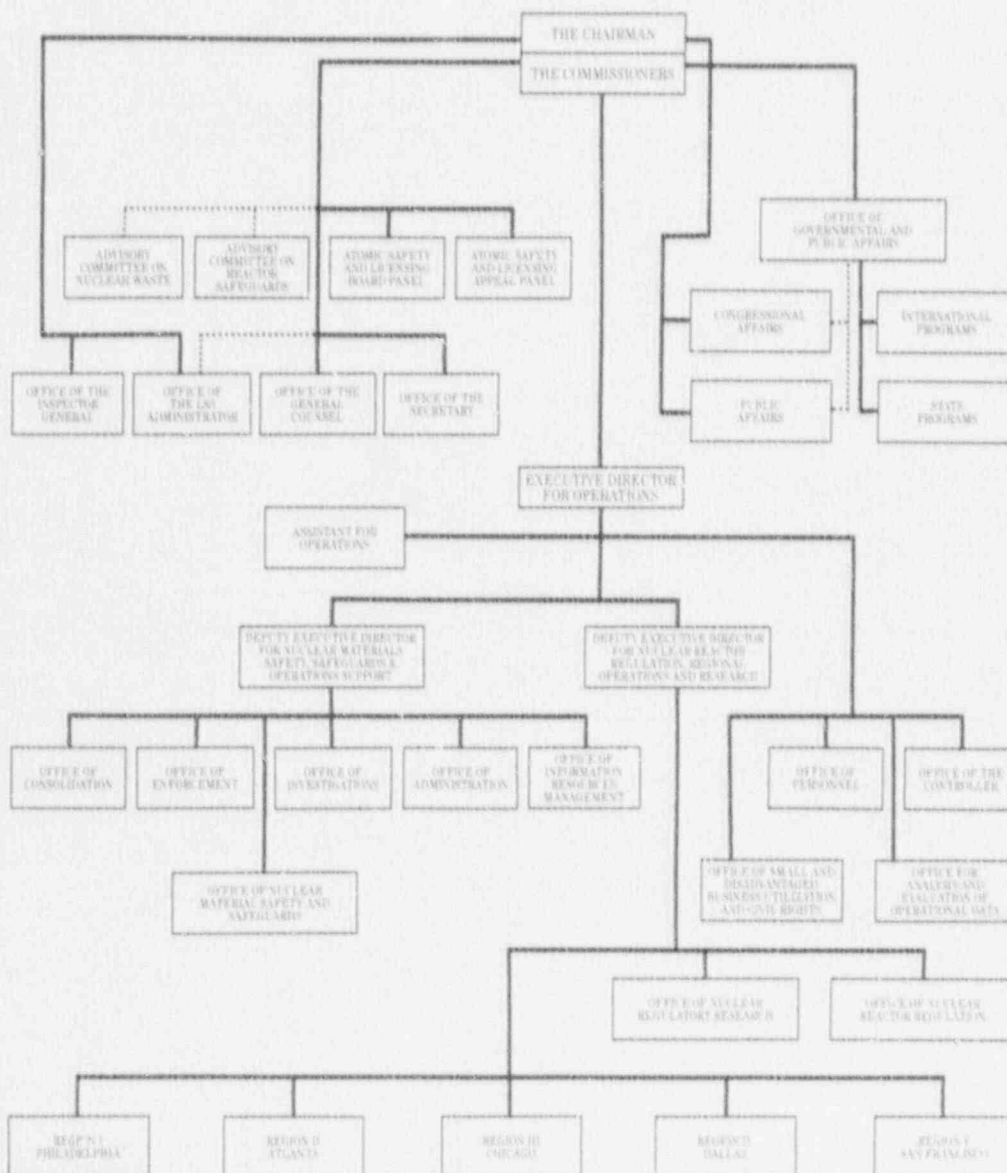 THE CHAIRMAN
THE COMMISSIONERS
OFFICE OF
GOVERNMENTAL AND
PUBLIC AFFAIRS
ADVISORY
COMMITTEE ON
NUCLEAR WASTE
ADVISORY
COMMITTEE ON
REACTOR
SAFEGUARDS
ATOMIC SAFETY
AND LICENSING
BOARD PANEL
ATOMIC SAFETY
AND LICENSING
APPEAL PANEL
CONGRESSIONAL
AFFAIRS
INTERNATIONAL
PROGRAMS
OFFICE OF THE
INSPECTOR
GENERAL
OFFICE OF
THE LSS
ADMINISTRATOR
OFFICE OF THE
GENERAL
COUNSEL
OFFICE OF THE
SECRETARY
PUBLIC
AFFAIRS
STATE
PROGRAMS
EXECUTIVE DIRECTOR
FOR OPERATIONS
ASSISTANT FOR
OPERATIONS
DEPUTY EXECUTIVE DIRECTOR
FOR NUCLEAR MATERIALS
SAFETY, SAFEGUARDS &
OPERATIONS SUPPORT
DEPUTY EXECUTIVE DIRECTOR
FOR NUCLEAR REACTOR
REGULATION, REGIONAL
OPERATIONS AND RESEARCH
OFFICE OF
CONSOLIDATION
OFFICE OF
ENFORCEMENT
OFFICE OF
INVESTIGATIONS
OFFICE OF
ADMINISTRATION
OFFICE OF
INFORMATION
RESOURCES
MANAGEMENT
OFFICE OF
PERSONNEL
OFFICE OF THE
CONTROLLER
OFFICE OF NUCLEAR
MATERIAL SAFETY AND
SAFEGUARDS
OFFICE OF SMALL AND
DISADVANTAGED
BUSINESS UTILIZATION
AND CIVIL RIGHTS
OFFICE FOR
ANALYSIS AND
EVALUATION OF
OPERATIONAL DATA
OFFICE OF NUCLEAR
REGULATORY RESEARCH
OFFICE OF NUCLEAR
REACTOR REGULATION
REGION I
PHILADELPHIA
REGION II
ATLANTA
REGION III
CHICAGO
REGION IV
DALLAS
REGION V
SAN FRANCISCO